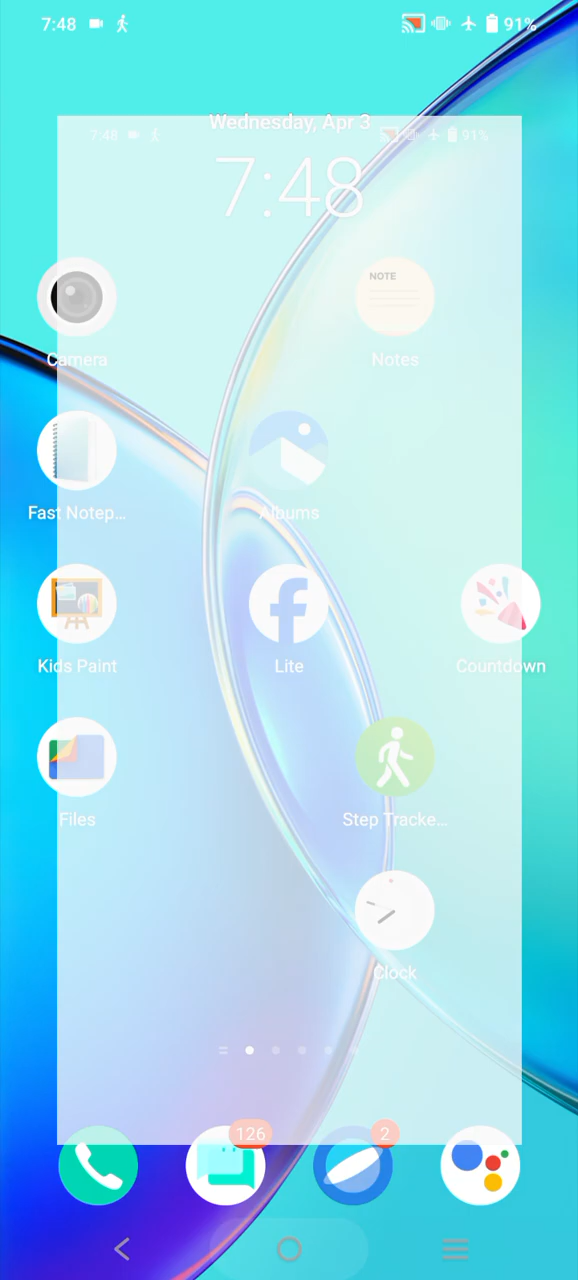 7:48 91%
Wednesday, Apr 3
7:48 91%
7:48
NOTE
Camera Notes
Fast Notep... Albums
Kids Paint Lite Countdown
Files Step Tracke...
Clock
126 2